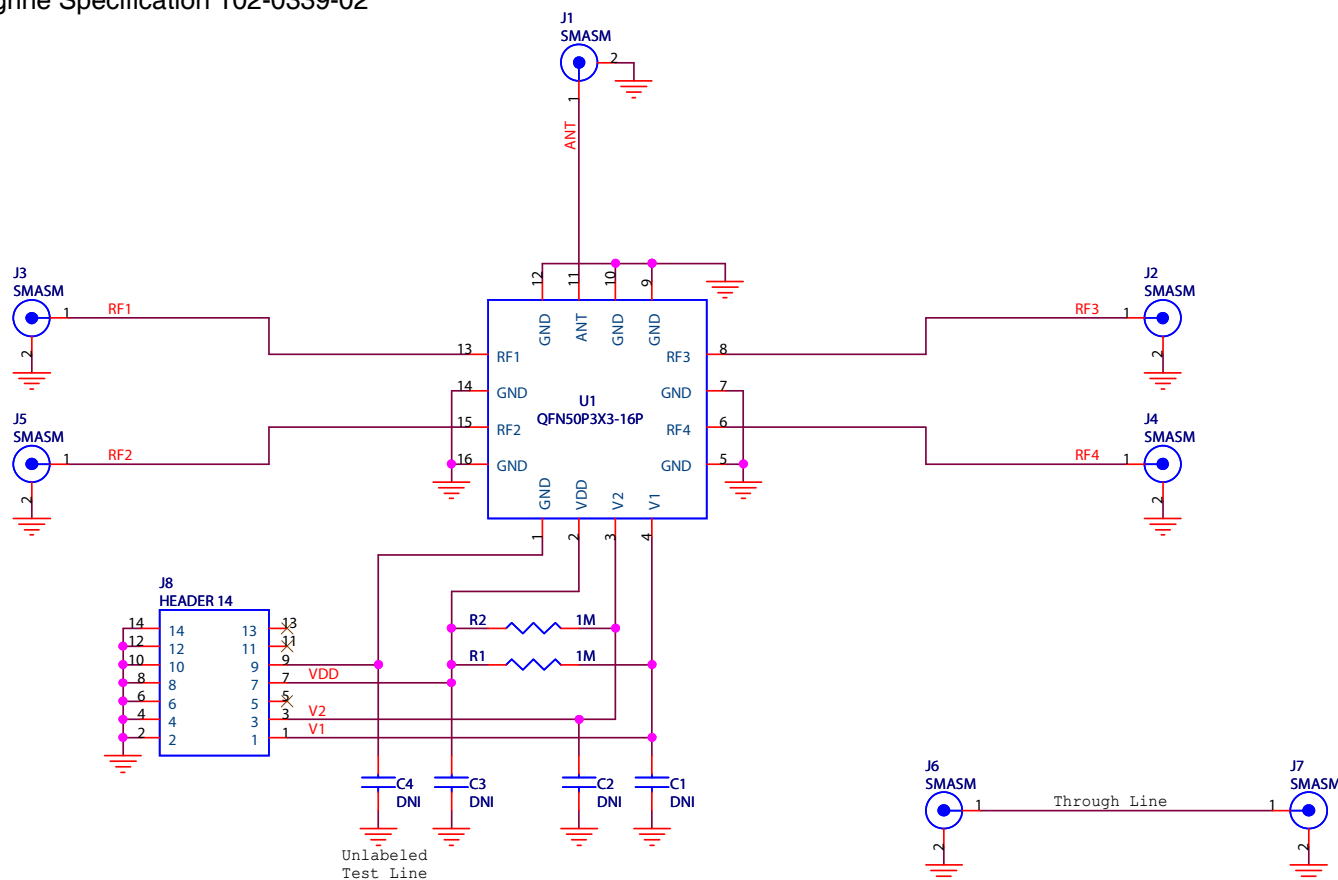 Specification 102-0339-02
J1
SMASM
2
1
ANT
J3
SMASM
1
RF1
2
J2
SMASM
1
RF3
2
12
11
10
9
GND
ANT
GND
GND
13
RF1
RF3
8
14
GND
GND
7
U1
QFN50P3X3-16P
15
RF2
RF4
6
16
GND
GND
5
GND
VDD
V2
V1
1
2
3
4
J5
SMASM
1
RF2
2
J4
SMASM
1
RF4
2
J8
HEADER 14
14
14
13
13
12
12
11
11
10
10
9
9
8
8
7
7
VDD
6
6
5
5
4
4
3
3
V2
2
2
1
1
V1
R2
1M
R1
1M
C4
DNI
C3
DNI
C2
DNI
C1
DNI
Unlabeled
Test Line
J6
SMASM
1
2
Through Line
J7
SMASM
1
2